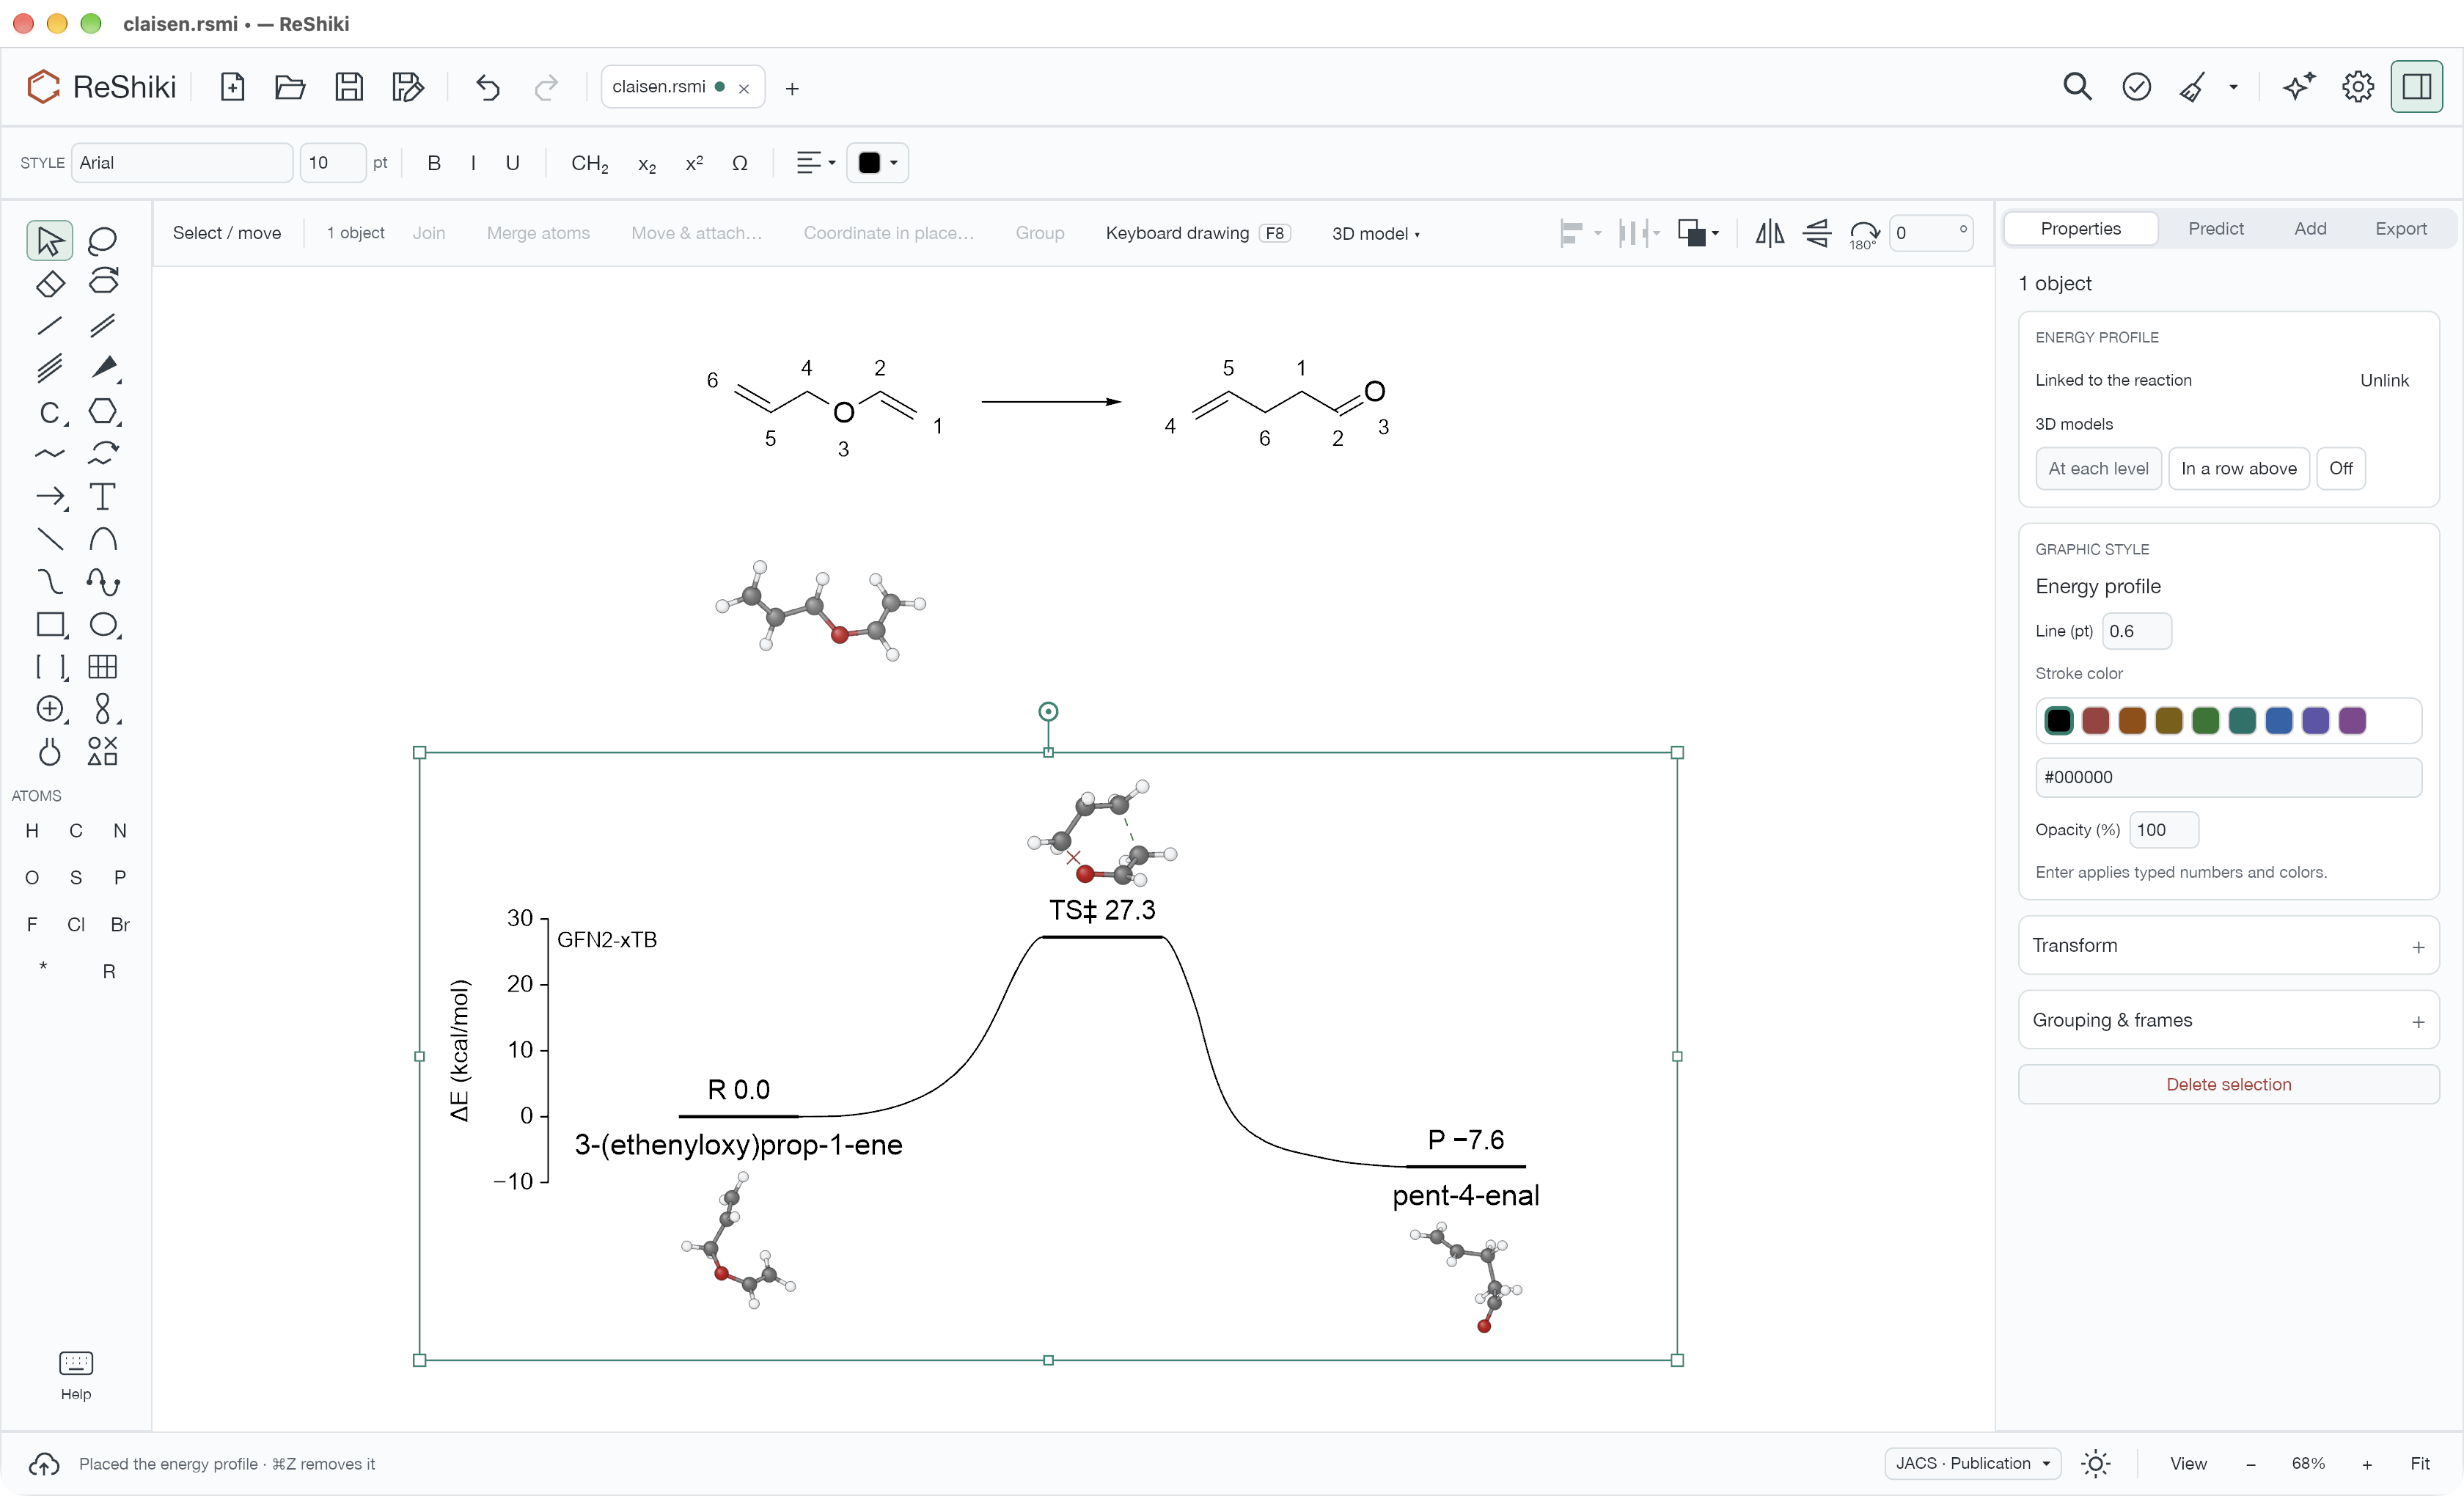 claisen.rsmi • — ReShiki
ReShiki
claisen.rsmi
STYLE Arial 10 pt B I U CH₂ x₂ x² Ω
Select / move 1 object Join Merge atoms Move & attach... Coordinate in place... Group Keyboard drawing F8 3D model 180° 0 °
Properties Predict Add Export
1 object
ENERGY PROFILE
Linked to the reaction Unlink
3D models
At each level In a row above Off
GRAPHIC STYLE
Energy profile
Line (pt) 0.6
Stroke color
#000000
Opacity (%) 100
Enter applies typed numbers and colors.
Transform +
Grouping & frames +
Delete selection
C
T
ATOMS
H C N
O S P
F Cl Br
* R
Help
6 4 2
O
5 3 1
5 1
O
4 6 2 3
TS‡ 27.3
30
GFN2-xTB
20
10
0
−10
ΔE (kcal/mol)
R 0.0
3-(ethenyloxy)prop-1-ene
P −7.6
pent-4-enal
Placed the energy profile · ⌘Z removes it
JACS · Publication View − 68% + Fit